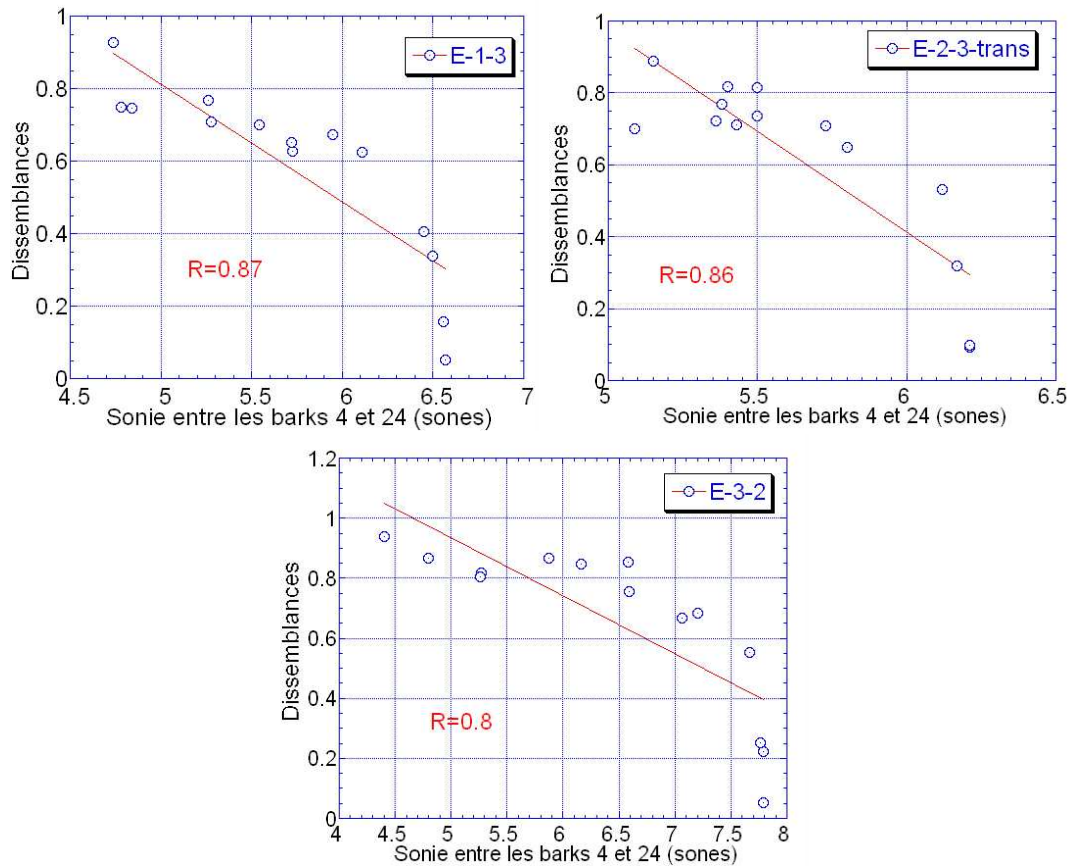 E-1-3
Dissemblances
1
0.8
0.6
0.4
0.2
0
R=0.87
4.5 5 5.5 6 6.5 7
Sonie entre les barks 4 et 24 (sones)
E-2-3-trans
Dissemblances
1
0.8
0.6
0.4
0.2
0
R=0.86
5 5.5 6 6.5
Sonie entre les barks 4 et 24 (sones)
E-3-2
Dissemblances
1.2
1
0.8
0.6
0.4
0.2
0
R=0.8
4 4.5 5 5.5 6 6.5 7 7.5 8
Sonie entre les barks 4 et 24 (sones)